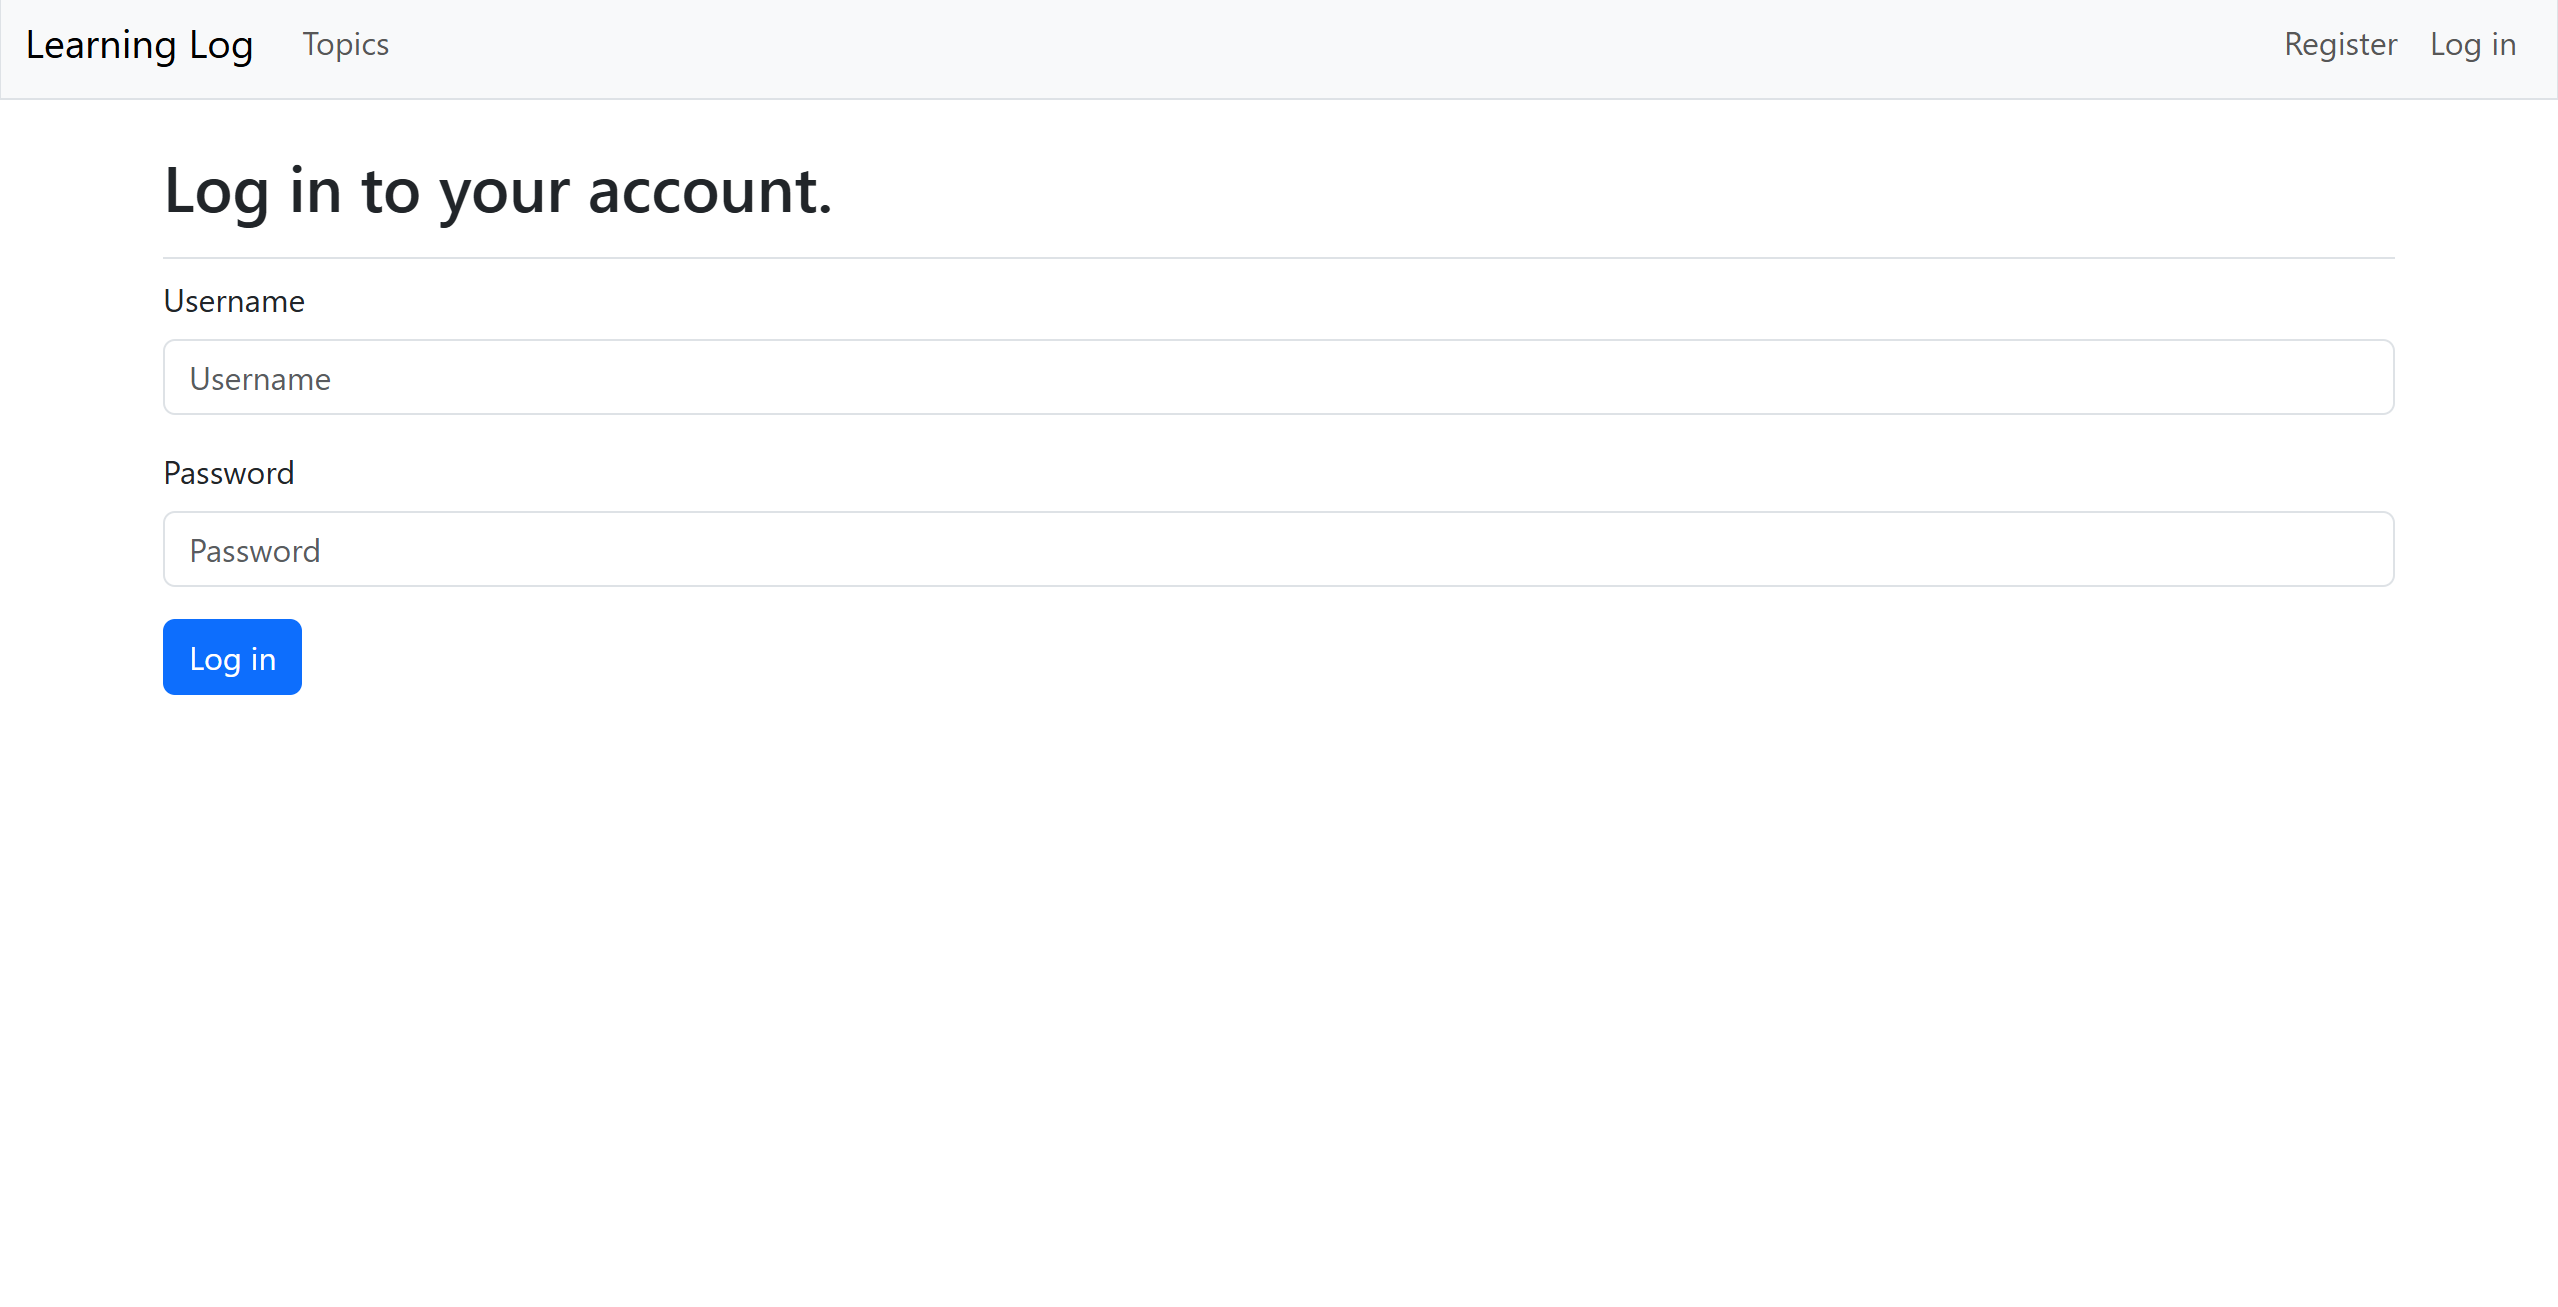 Learning Log Topics Register Log in
Log in to your account.
Username
Username
Password
Password
Log in